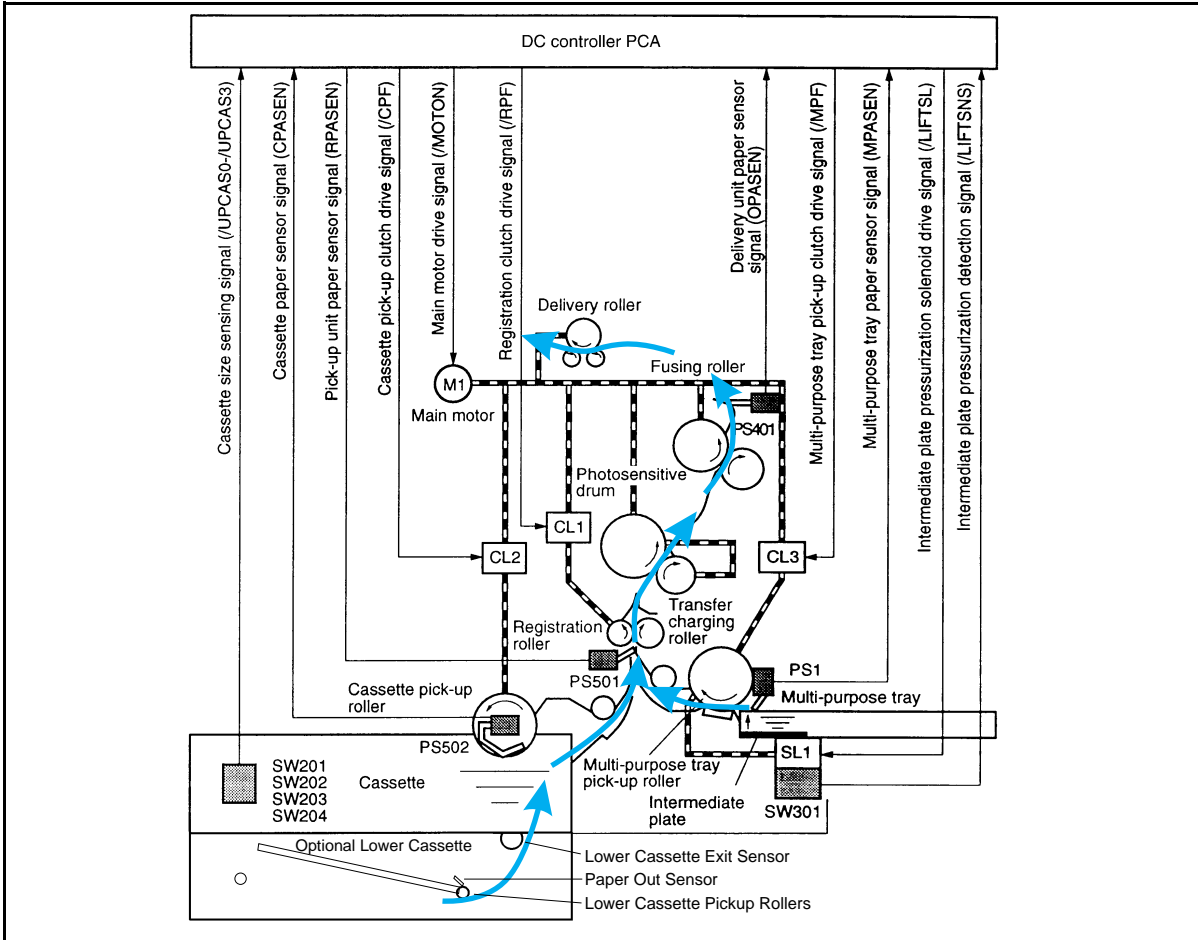 DC controller PCA
Cassette size sensing signal (/UPCAS0-/UPCAS3)
Cassette paper sensor signal (CPASEN)
Pick-up unit paper sensor signal (RPASEN)
Cassette pick-up clutch drive signal (/CPF)
Main motor drive signal (/MOTON)
Registration clutch drive signal (/RPF)
Delivery unit paper sensor
signal (OPASEN)
Multi-purpose tray pick-up clutch drive signal (/MPF)
Multi-purpose tray paper sensor signal (MPASEN)
Intermediate plate pressurization solenoid drive signal (/LIFTSL)
Intermediate plate pressurization detection signal (/LIFTSNS)
Delivery roller
Fusing roller
M1
Main motor
PS401
Photosensitive
drum
CL1
CL2
CL3
Transfer
charging
roller
Registration
roller
PS501
PS1
Multi-purpose tray
Cassette pick-up
roller
PS502
SL1
Multi-purpose tray
pick-up roller
SW201
SW202
SW203
SW204
Cassette
Intermediate
plate
SW301
Optional Lower Cassette
Lower Cassette Exit Sensor
Paper Out Sensor
Lower Cassette Pickup Rollers